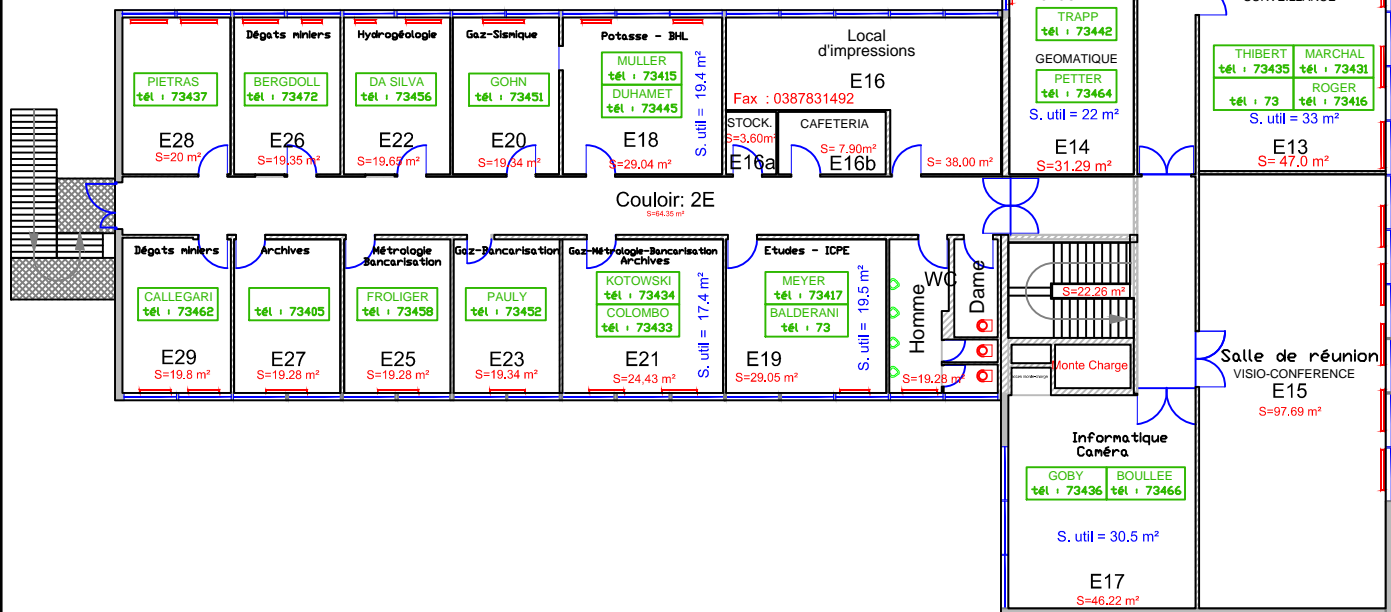 Dégats miniers
Hydrogéologie
Gaz-Sismique
Potasse - BHL
Local
d'impressions
PIETRAS
tél : 73437
BERGDOLL
tél : 73472
DA SILVA
tél : 73456
GOHN
tél : 73451
MULLER
tél : 73415
DUHAMET
tél : 73445
S. util = 19.4 m²
E16
Fax : 0387831492
E28
S=20 m²
E26
S=19.35 m²
E22
S=19.65 m²
E20
S=19.34 m²
E18
S=29.04 m²
STOCK.
S=3.60m²
E16a
CAFETERIA
S= 7.90m²
E16b
S= 38.00 m²
TRAPP
tél : 73442
GEOMATIQUE
PETTER
tél : 73464
S. util = 22 m²
E14
S=31.29 m²
THIBERT
tél : 73435
MARCHAL
tél : 73431
tél : 73
ROGER
tél : 73416
S. util = 33 m²
E13
S= 47.0 m²
Couloir: 2E
S=64.35 m²
Dégats miniers
Archives
Métrologie
Bancarisation
Gaz-Bancarisation
Gaz-Métrologie-Bancarisation
Archives
Etudes - ICPE
CALLEGARI
tél : 73462
tél : 73405
FROLIGER
tél : 73458
PAULY
tél : 73452
KOTOWSKI
tél : 73434
COLOMBO
tél : 73433
S. util = 17.4 m²
MEYER
tél : 73417
BALDERANI
tél : 73
S. util = 19.5 m²
Homme
WC
Dame
E29
S=19.8 m²
E27
S=19.28 m²
E25
S=19.28 m²
E23
S=19.34 m²
E21
S=24,43 m²
E19
S=29.05 m²
S=19.28 m²
S=22.26 m²
Monte Charge
Salle de réunion
VISIO-CONFERENCE
E15
S=97.69 m²
Informatique
Caméra
GOBY
tél : 73436
BOULLEE
tél : 73466
S. util = 30.5 m²
E17
S=46.22 m²